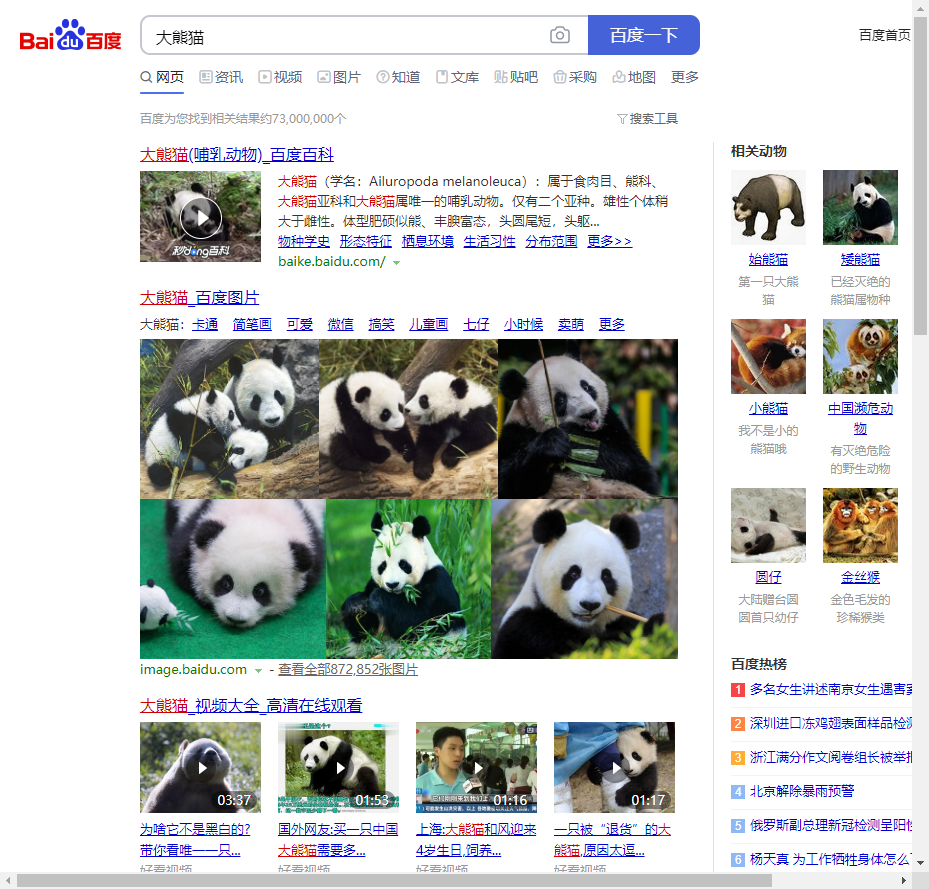 Bai du 百度
大熊猫
百度一下
百度首页
网页 资讯 视频 图片 知道 文库 贴吧 采购 地图 更多
百度为您找到相关结果约73,000,000个
搜索工具
大熊猫(哺乳动物)_百度百科
秒dǒng百科
大熊猫（学名：Ailuropoda melanoleuca）：属于食肉目、熊科、
大熊猫亚科和大熊猫属唯一的哺乳动物。仅有二个亚种。雄性个体稍
大于雌性。体型肥硕似熊、丰腴富态，头圆尾短，头躯...
物种学史 形态特征 栖息环境 生活习性 分布范围 更多>>
baike.baidu.com/
大熊猫_百度图片
大熊猫: 卡通 简笔画 可爱 微信 搞笑 儿童画 七仔 小时候 卖萌 更多
image.baidu.com - 查看全部872,852张图片
大熊猫_视频大全_高清在线观看
03:37
01:53
01:16
01:17
为啥它不是黑白的?
带你看唯一一只...
国外网友:买一只中国
大熊猫需要多...
上海:大熊猫和风迎来
4岁生日,饲养...
一只被“退货”的大
熊猫,原因太逗...
好看视频
好看视频
好看视频
好看视频
相关动物
始熊猫
第一只大熊
猫
矮熊猫
已经灭绝的
熊猫属物种
小熊猫
我不是小的
熊猫哦
中国濒危动
物
有灭绝危险
的野生动物
圆仔
大陆赠台圆
圆首只幼仔
金丝猴
金色毛发的
珍稀猴类
百度热榜
1 多名女生讲述南京女生遇害
2 深圳进口冻鸡翅表面样品检
3 浙江满分作文阅卷组长被举
4 北京解除暴雨预警
5 俄罗斯副总理新冠检测呈阳
6 杨天真 为工作牺牲身体怎么